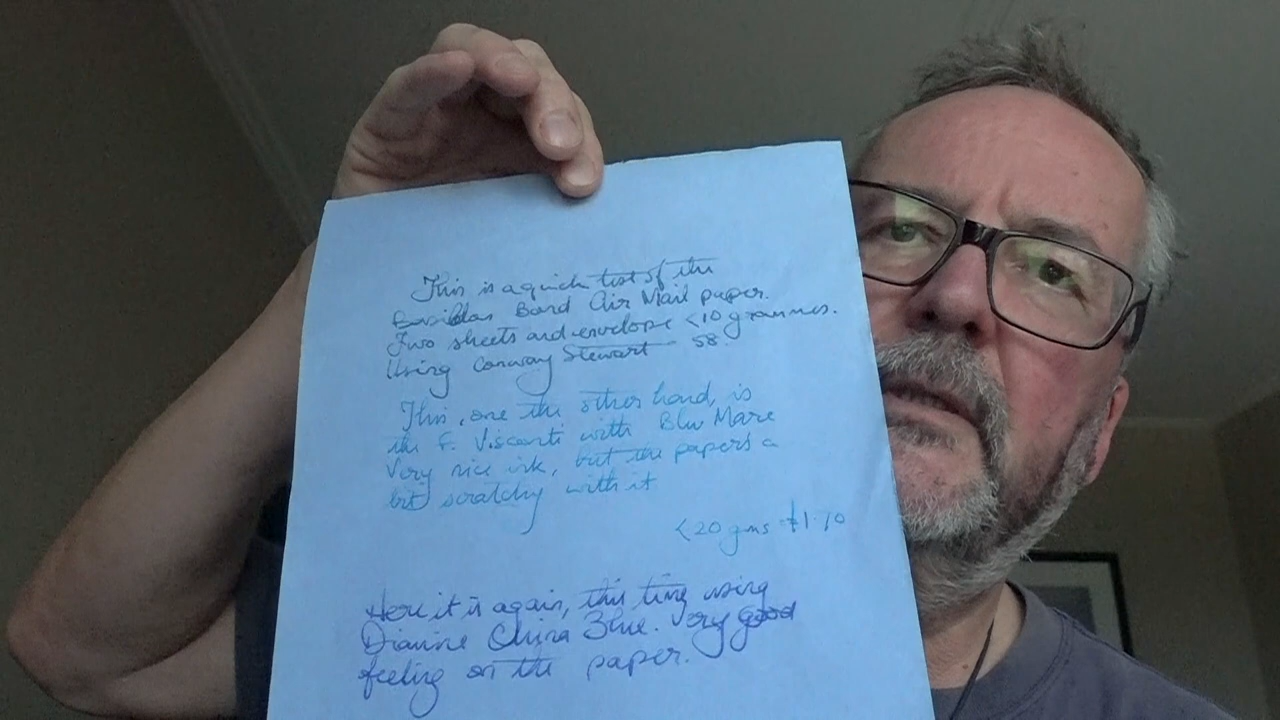 This is a quick test of the
Basildon Bond Air Mail paper.
Two sheets and envelope <10 grammes.
Using Conway Stewart 58.
This, one the other hand, is
the F. Visconti with Blu Mare
Very nice ink, but the papers a
bit scratchy with it
<20 gms £1.10
Here it is again, this time using
Diamine China Blue. Very good
feeling on the paper.